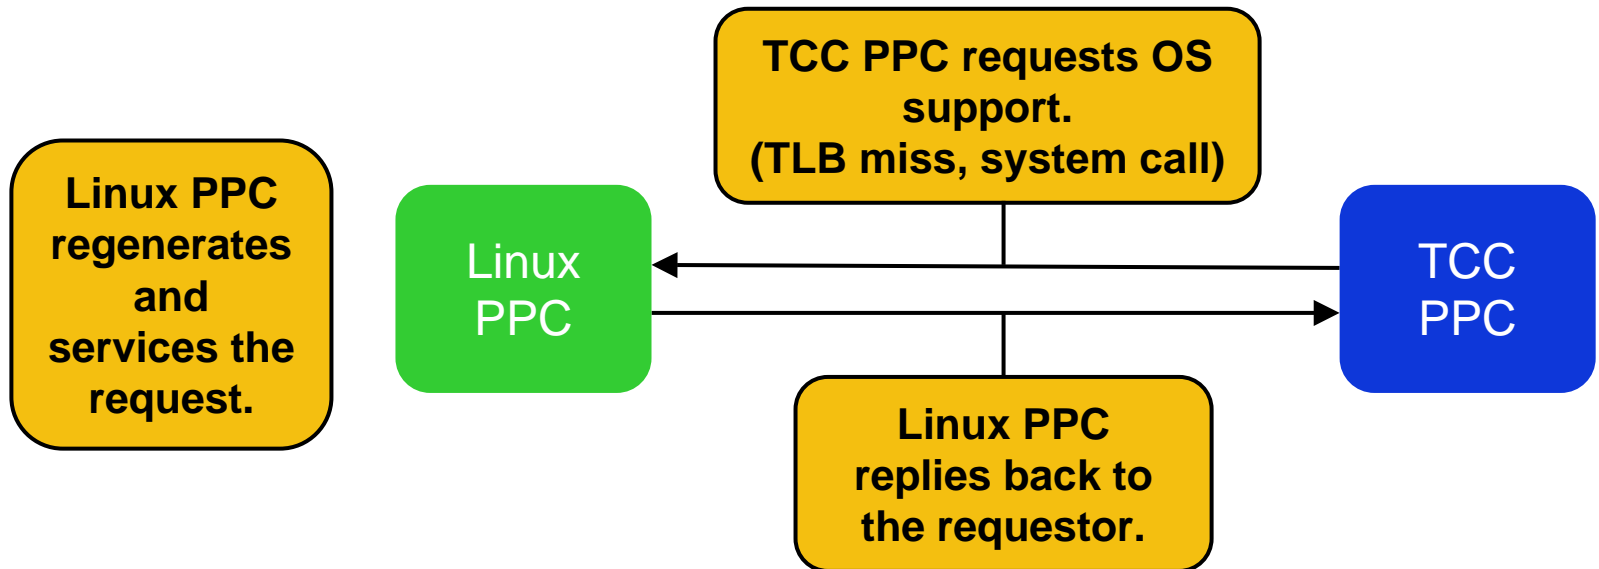 TCC PPC requests OS
support.
(TLB miss, system call)
Linux PPC
regenerates
and
services the
request.
Linux
PPC
TCC
PPC
Linux PPC
replies back to
the requestor.